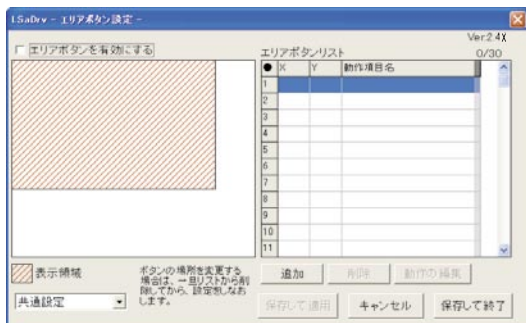 LSaDrv - エリアボタン設定 -
Ver.2.4X
エリアボタンを有効にする
エリアボタンリスト
0/30
● X Y 動作項目名
1
2
3
4
5
6
7
8
9
10
11
表示領域
ボタンの場所を変更する
場合は、一旦リストから削
除してから、設定しなお
します。
共通設定
追加 削除 動作の編集
保存して適用 キャンセル 保存して終了